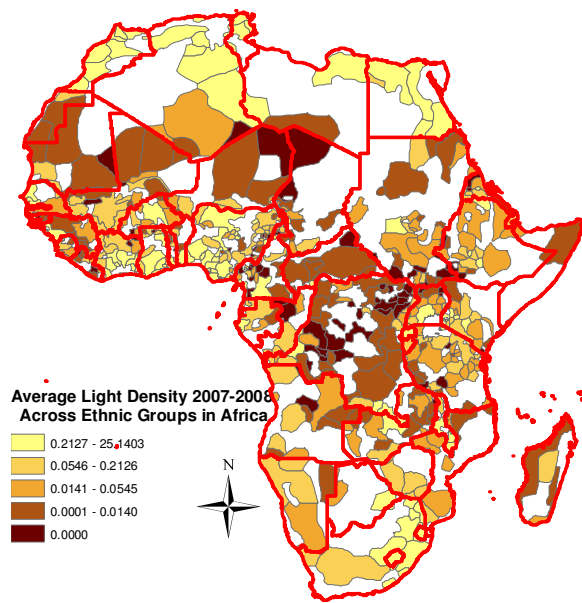 Average Light Density 2007-2008
Across Ethnic Groups in Africa
0.2127 - 25.1403
0.0546 - 0.2126
0.0141 - 0.0545
0.0001 - 0.0140
0.0000
N